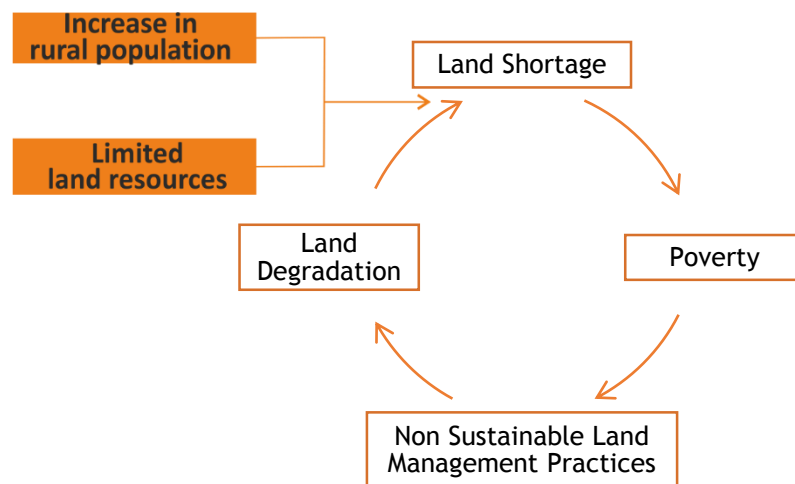 Increase in
rural population
Land Shortage
Limited
land resources
Land
Degradation
Poverty
Non Sustainable Land
Management Practices